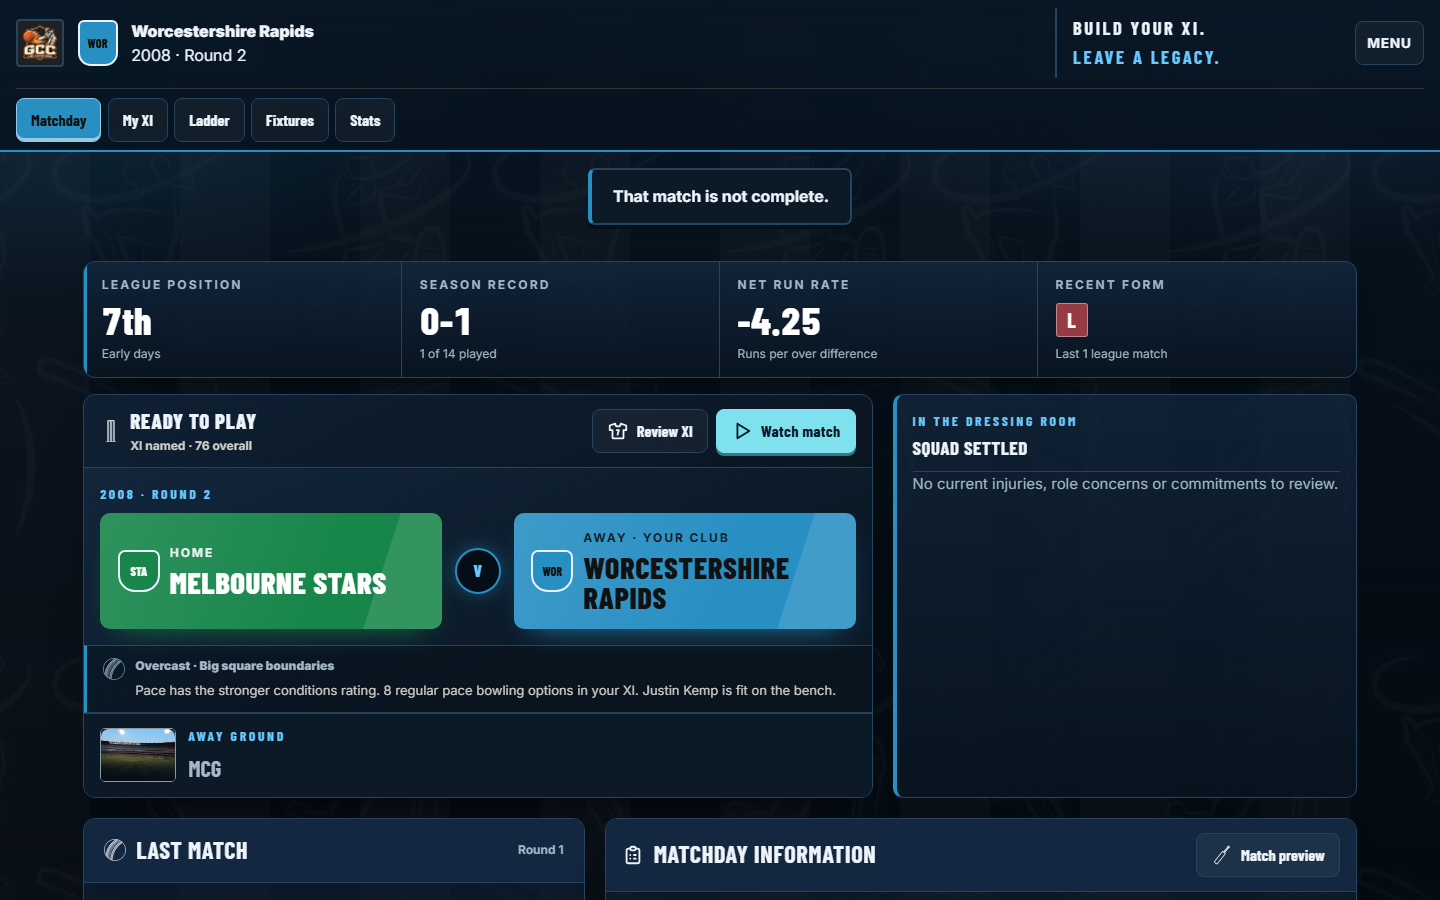 GCC
WOR
Worcestershire Rapids
2008 · Round 2
BUILD YOUR XI.
LEAVE A LEGACY.
MENU
Matchday
My XI
Ladder
Fixtures
Stats
That match is not complete.
LEAGUE POSITION
7th
Early days
SEASON RECORD
0-1
1 of 14 played
NET RUN RATE
-4.25
Runs per over difference
RECENT FORM
L
Last 1 league match
READY TO PLAY
XI named · 76 overall
Review XI
Watch match
2008 · ROUND 2
STA
HOME
MELBOURNE STARS
V
WOR
AWAY · YOUR CLUB
WORCESTERSHIRE
RAPIDS
Overcast · Big square boundaries
Pace has the stronger conditions rating. 8 regular pace bowling options in your XI. Justin Kemp is fit on the bench.
AWAY GROUND
MCG
IN THE DRESSING ROOM
SQUAD SETTLED
No current injuries, role concerns or commitments to review.
LAST MATCH
Round 1
MATCHDAY INFORMATION
Match preview